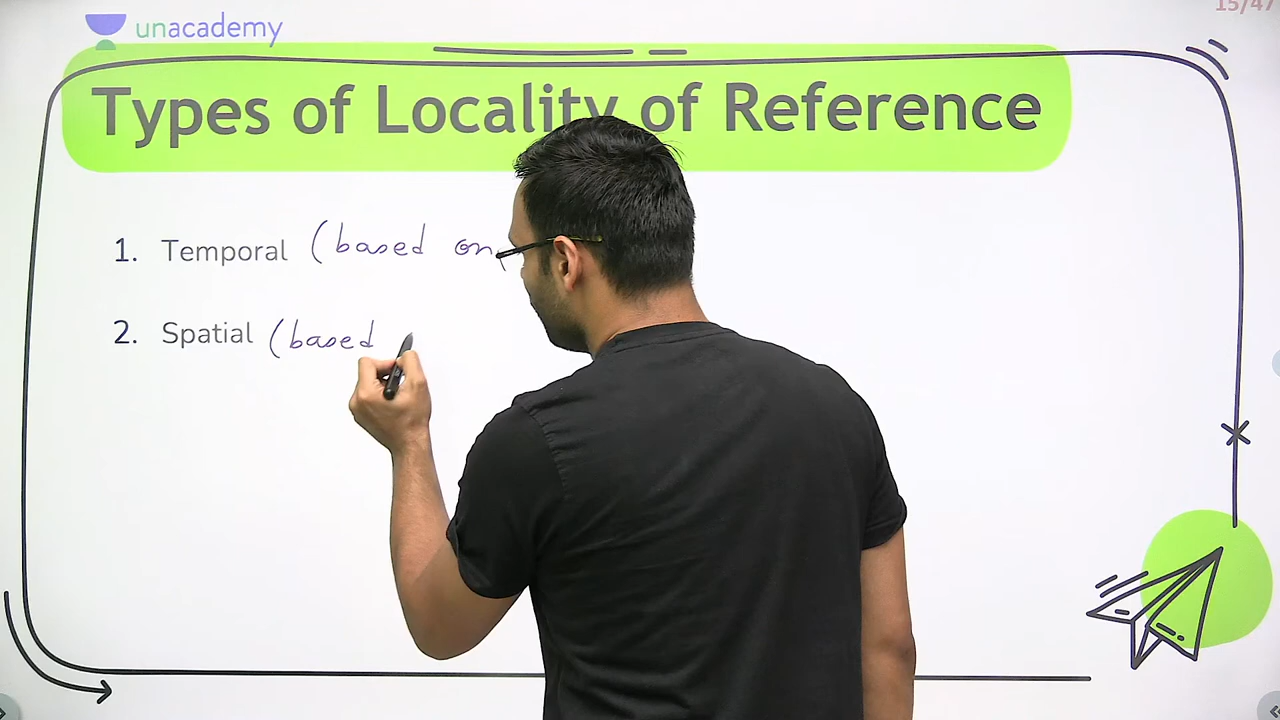 15/47
unacademy
Types of Locality of Reference
1. Temporal (based on
2. Spatial (based